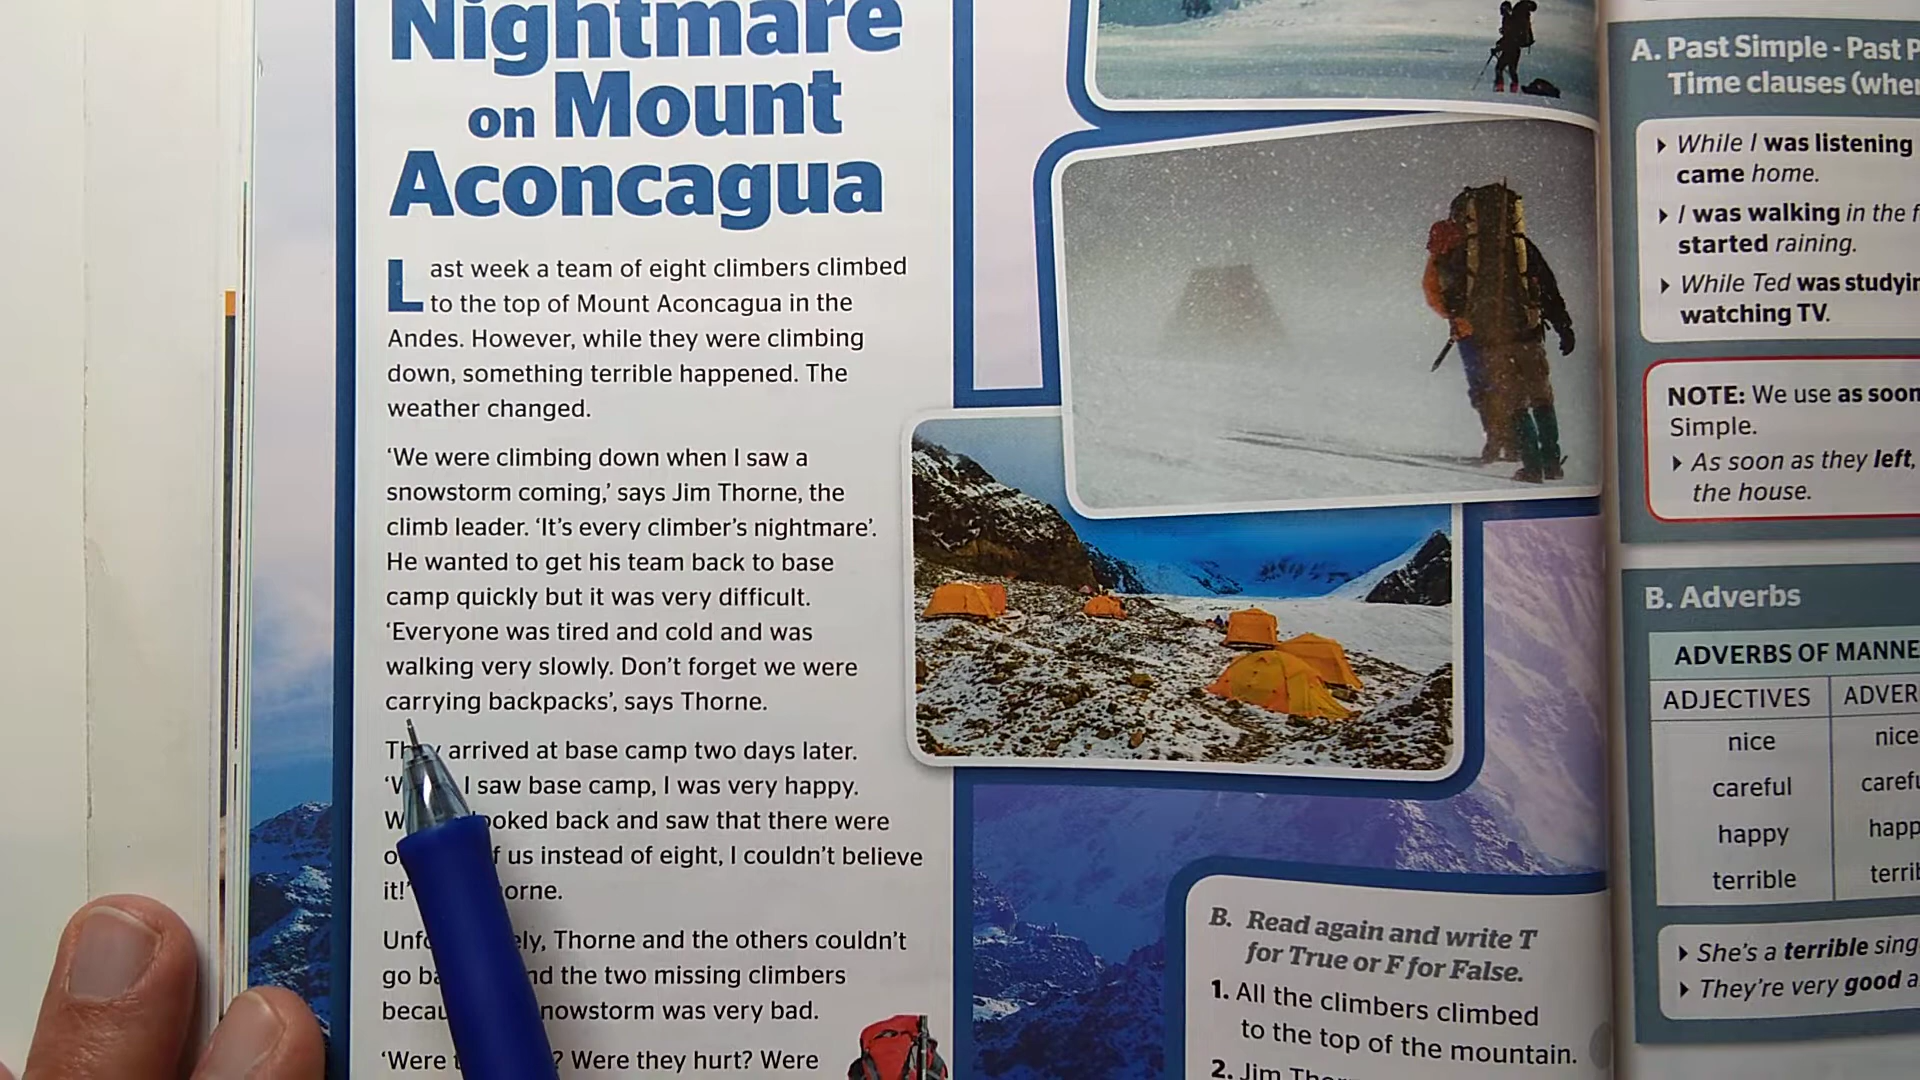 Nightmare
on Mount
Aconcagua
Last week a team of eight climbers climbed
to the top of Mount Aconcagua in the
Andes. However, while they were climbing
down, something terrible happened. The
weather changed.
‘We were climbing down when I saw a
snowstorm coming,’ says Jim Thorne, the
climb leader. ‘It’s every climber’s nightmare’.
He wanted to get his team back to base
camp quickly but it was very difficult.
‘Everyone was tired and cold and was
walking very slowly. Don’t forget we were
carrying backpacks’, says Thorne.
arrived at base camp two days later.
I saw base camp, I was very happy.
back and saw that there were
us instead of eight, I couldn’t believe
it!’
Thorne and the others couldn’t
go the two missing climbers
snowstorm was very bad.
‘Were Were they hurt? Were
B. Read again and write T
for True or F for False.
1. All the climbers climbed
to the top of the mountain.
2. Jim
A. Past Simple - Past
Time clauses
While I was listening
came home.
I was walking in the
started raining.
While Ted was
watching TV.
NOTE: We use as soon
Simple.
As soon as they left,
the house.
B. Adverbs
ADVERBS OF
ADJECTIVES
nice
nice
careful
happy
terrible
She’s a terrible
They’re very good